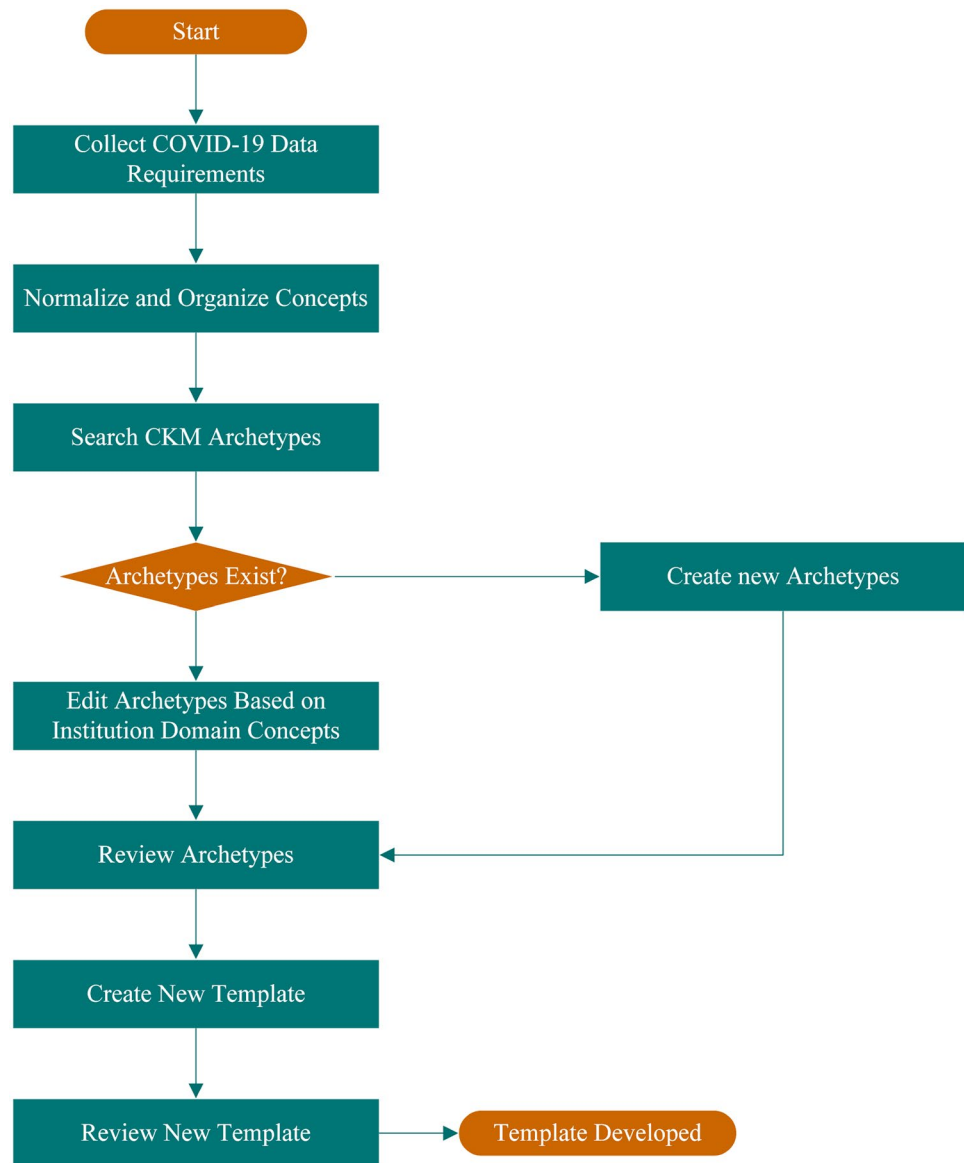 Start
Collect COVID-19 Data
Requirements
Normalize and Organize Concepts
Search CKM Archetypes
Archetypes Exist?
Create new Archetypes
Edit Archetypes Based on
Institution Domain Concepts
Review Archetypes
Create New Template
Review New Template
Template Developed